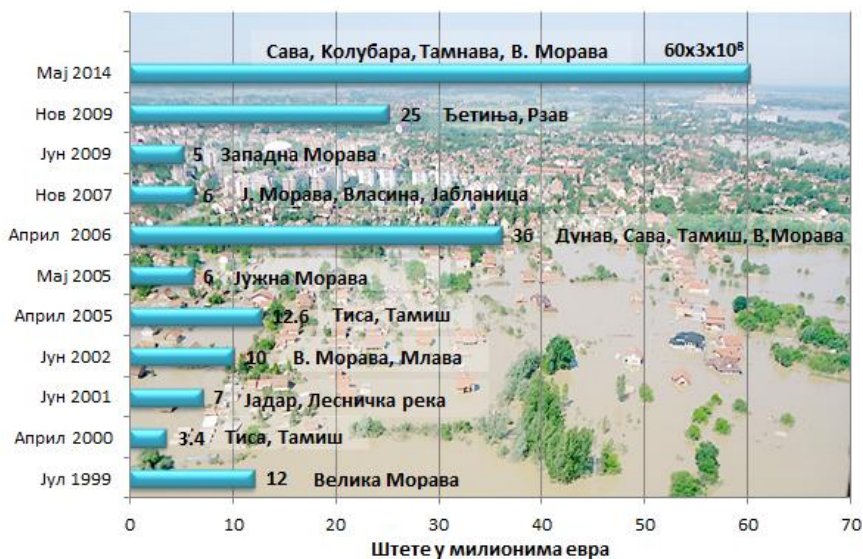 Сава, Колубара, Тамнава, В. Морава 60x3x10⁸
Мај 2014
Нов 2009 25 Ђетиња, Рзав
Јун 2009 5 Западна Морава
Нов 2007 6 Ј. Морава, Власина, Јабланица
Април 2006 36 Дунав, Сава, Тамиш, В.Морава
Мај 2005 6 Јужна Морава
Април 2005 12.6 Тиса, Тамиш
Јун 2002 10 В. Морава, Млава
Јун 2001 7 Јадар, Лесничка река
Април 2000 3.4 Тиса, Тамиш
Јул 1999 12 Велика Морава
0 10 20 30 40 50 60 70
Штете у милионима евра